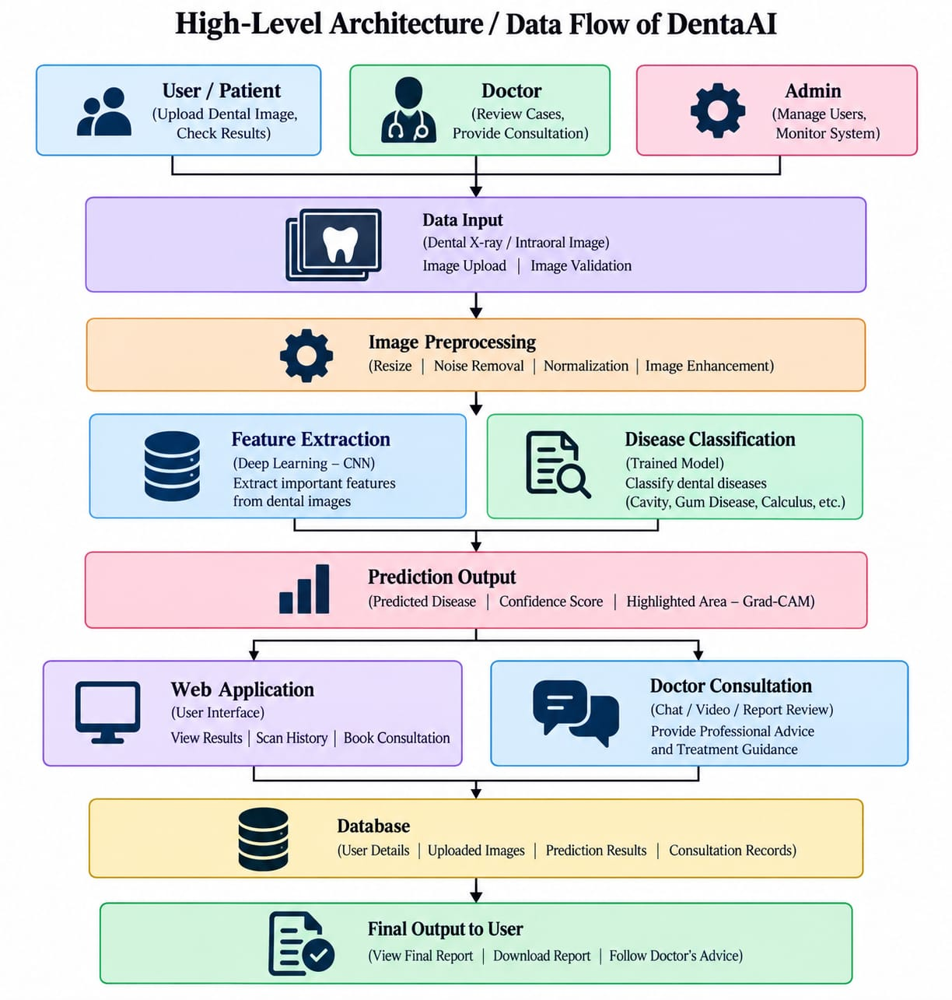 High-Level Architecture / Data Flow of DentaAI
User / Patient
(Upload Dental Image,
Check Results)
Doctor
(Review Cases,
Provide Consultation)
Admin
(Manage Users,
Monitor System)
Data Input
(Dental X-ray / Intraoral Image)
Image Upload | Image Validation
Image Preprocessing
(Resize | Noise Removal | Normalization | Image Enhancement)
Feature Extraction
(Deep Learning – CNN)
Extract important features
from dental images
Disease Classification
(Trained Model)
Classify dental diseases
(Cavity, Gum Disease, Calculus, etc.)
Prediction Output
(Predicted Disease | Confidence Score | Highlighted Area – Grad-CAM)
Web Application
(User Interface)
View Results | Scan History | Book Consultation
Doctor Consultation
(Chat / Video / Report Review)
Provide Professional Advice
and Treatment Guidance
Database
(User Details | Uploaded Images | Prediction Results | Consultation Records)
Final Output to User
(View Final Report | Download Report | Follow Doctor's Advice)